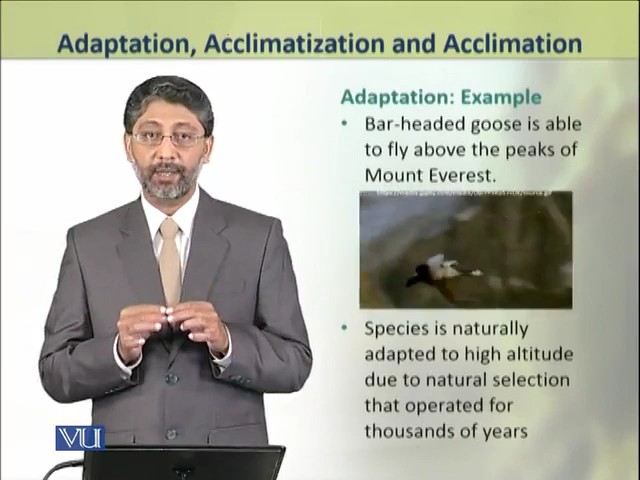 Adaptation, Acclimatization and Acclimation
Adaptation: Example
• Bar-headed goose is able
to fly above the peaks of
Mount Everest.
• Species is naturally
adapted to high altitude
due to natural selection
that operated for
thousands of years
VU